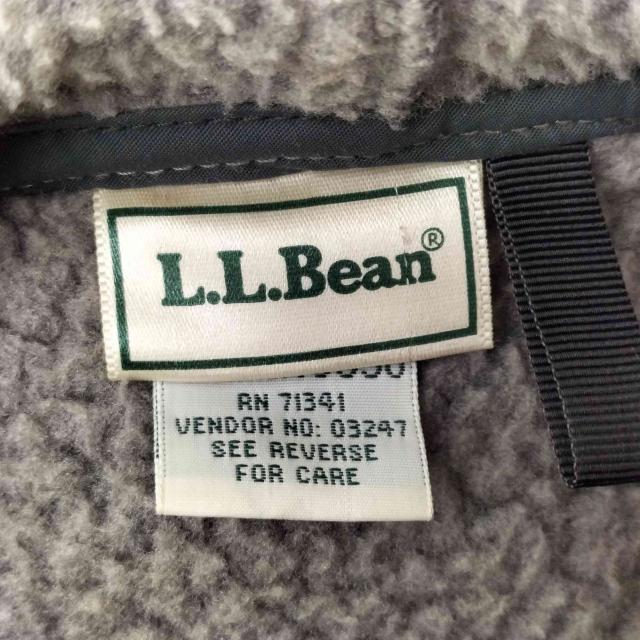 L.L.Bean®
RN 71341
VENDOR NO: 03247
SEE REVERSE
FOR CARE